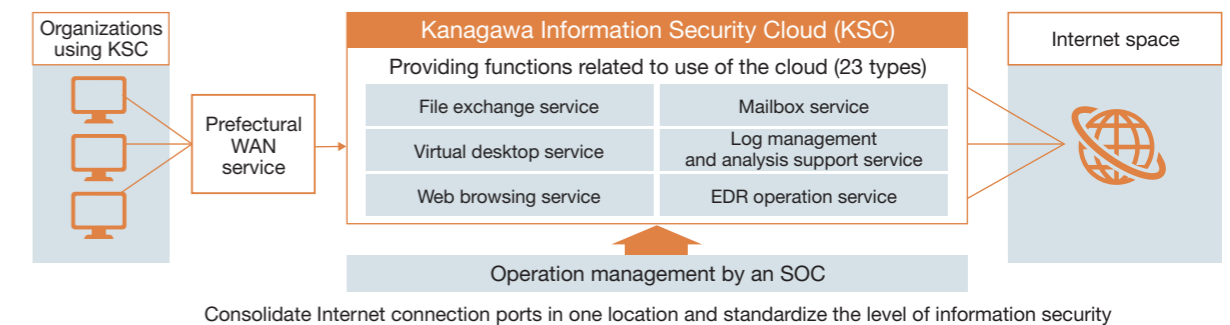 Organizations
using KSC
Prefectural
WAN
service
Kanagawa Information Security Cloud (KSC)
Providing functions related to use of the cloud (23 types)
File exchange service
Mailbox service
Virtual desktop service
Log management
and analysis support service
Web browsing service
EDR operation service
Operation management by an SOC
Internet space
Consolidate Internet connection ports in one location and standardize the level of information security